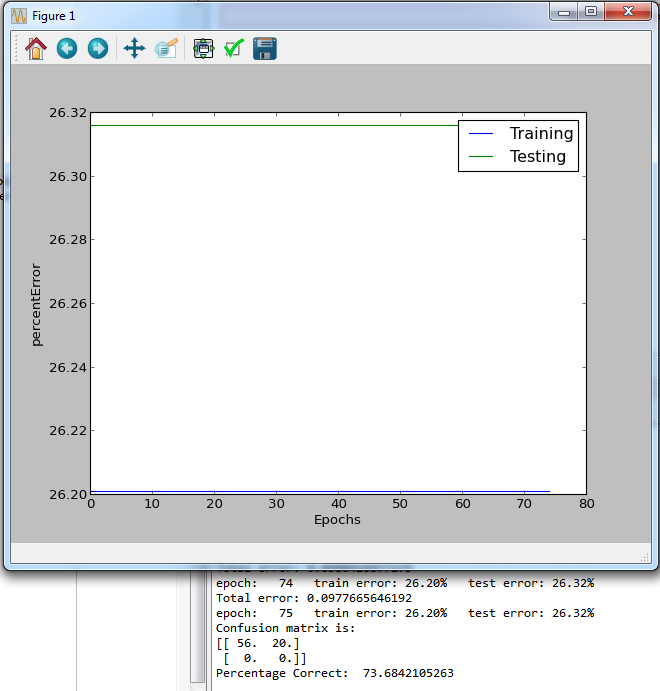 Figure 1
26.32
26.30
26.28
26.26
26.24
26.22
26.20
percentError
Training
Testing
0 10 20 30 40 50 60 70 80
Epochs
epoch: 74 train error: 26.20% test error: 26.32%
Total error: 0.0977665646192
epoch: 75 train error: 26.20% test error: 26.32%
Confusion matrix is:
[[ 56. 20.]
[ 0. 0.]]
Percentage Correct: 73.6842105263